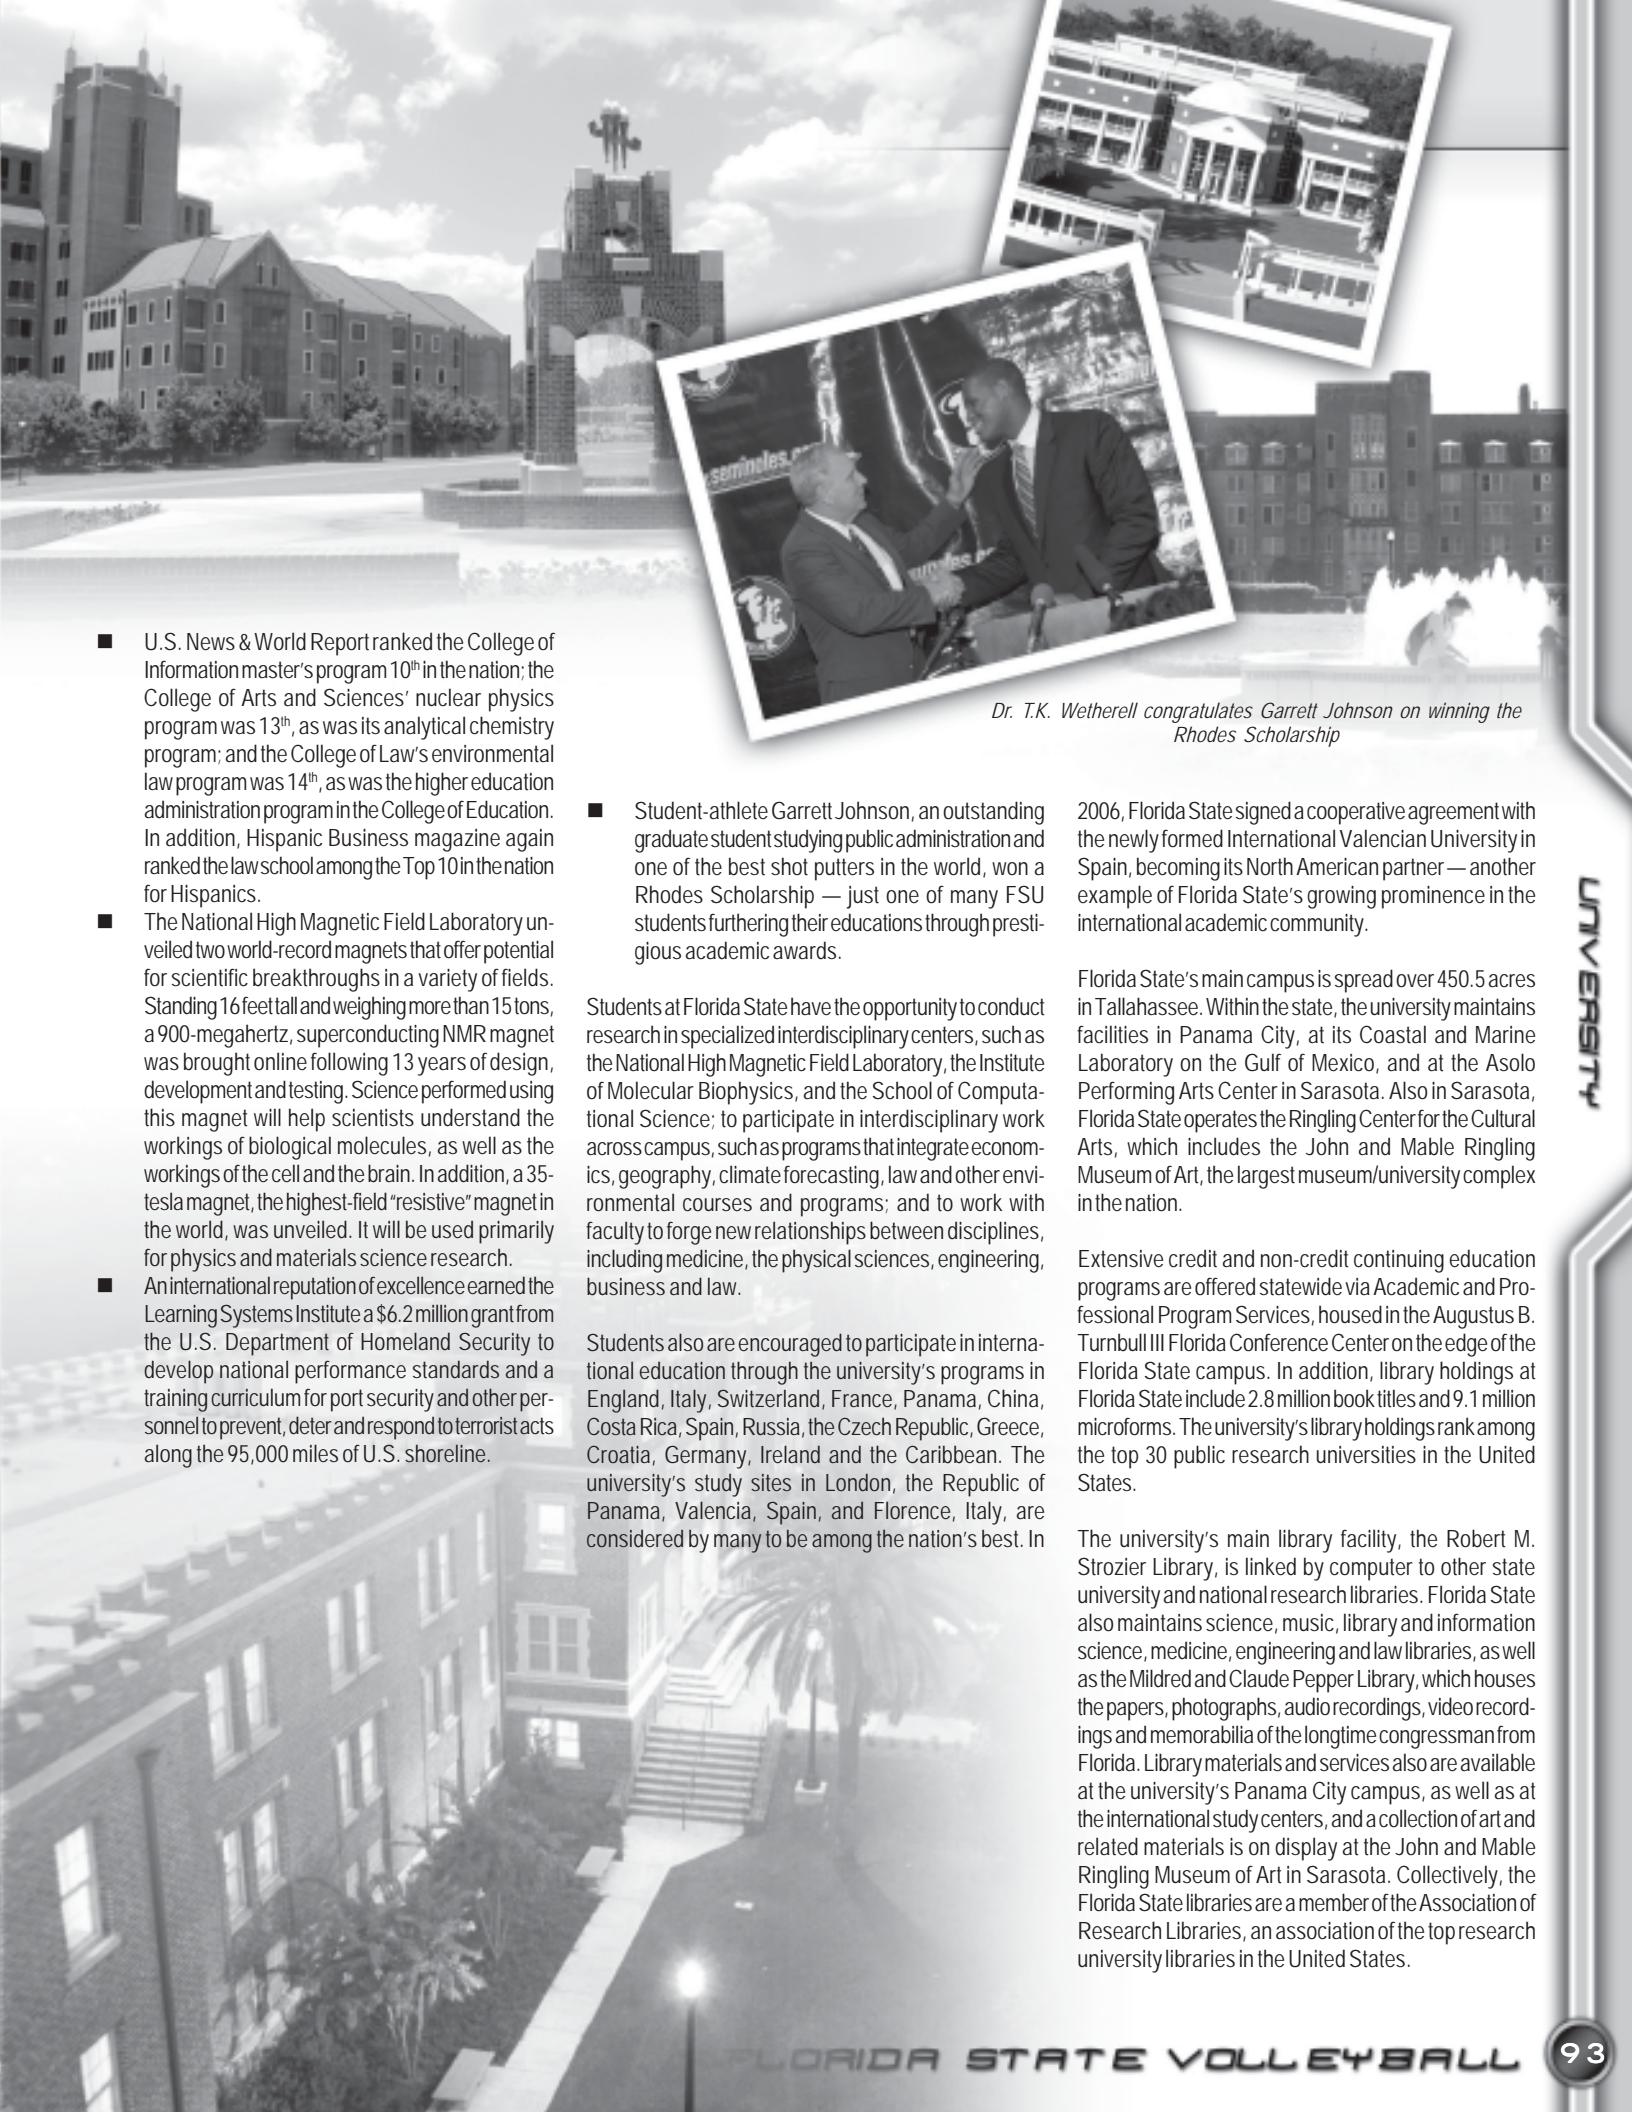 seminoles.
Dr. T.K. Wetherell congratulates Garrett Johnson on winning the
Rhodes Scholarship
■ U.S. News & World Report ranked the College of
Information master's program 10th in the nation; the
College of Arts and Sciences' nuclear physics
program was 13th, as was its analytical chemistry
program; and the College of Law's environmental
law program was 14th, as was the higher education
administration program in the College of Education.
In addition, Hispanic Business magazine again
ranked the law school among the Top 10 in the nation
for Hispanics.
■ The National High Magnetic Field Laboratory un-
veiled two world-record magnets that offer potential
for scientific breakthroughs in a variety of fields.
Standing 16 feet tall and weighing more than 15 tons,
a 900-megahertz, superconducting NMR magnet
was brought online following 13 years of design,
development and testing. Science performed using
this magnet will help scientists understand the
workings of biological molecules, as well as the
workings of the cell and the brain. In addition, a 35-
tesla magnet, the highest-field "resistive" magnet in
the world, was unveiled. It will be used primarily
for physics and materials science research.
■ An international reputation of excellence earned the
Learning Systems Institute a $6.2 million grant from
the U.S. Department of Homeland Security to
develop national performance standards and a
training curriculum for port security and other per-
sonnel to prevent, deter and respond to terrorist acts
along the 95,000 miles of U.S. shoreline.
■ Student-athlete Garrett Johnson, an outstanding
graduate student studying public administration and
one of the best shot putters in the world, won a
Rhodes Scholarship — just one of many FSU
students furthering their educations through presti-
gious academic awards.
Students at Florida State have the opportunity to conduct
research in specialized interdisciplinary centers, such as
the National High Magnetic Field Laboratory, the Institute
of Molecular Biophysics, and the School of Computa-
tional Science; to participate in interdisciplinary work
across campus, such as programs that integrate econom-
ics, geography, climate forecasting, law and other envi-
ronmental courses and programs; and to work with
faculty to forge new relationships between disciplines,
including medicine, the physical sciences, engineering,
business and law.
Students also are encouraged to participate in interna-
tional education through the university's programs in
England, Italy, Switzerland, France, Panama, China,
Costa Rica, Spain, Russia, the Czech Republic, Greece,
Croatia, Germany, Ireland and the Caribbean. The
university's study sites in London, the Republic of
Panama, Valencia, Spain, and Florence, Italy, are
considered by many to be among the nation's best. In
2006, Florida State signed a cooperative agreement with
the newly formed International Valencian University in
Spain, becoming its North American partner — another
example of Florida State's growing prominence in the
international academic community.
Florida State's main campus is spread over 450.5 acres
in Tallahassee. Within the state, the university maintains
facilities in Panama City, at its Coastal and Marine
Laboratory on the Gulf of Mexico, and at the Asolo
Performing Arts Center in Sarasota. Also in Sarasota,
Florida State operates the Ringling Center for the Cultural
Arts, which includes the John and Mable Ringling
Museum of Art, the largest museum/university complex
in the nation.
Extensive credit and non-credit continuing education
programs are offered statewide via Academic and Pro-
fessional Program Services, housed in the Augustus B.
Turnbull III Florida Conference Center on the edge of the
Florida State campus. In addition, library holdings at
Florida State include 2.8 million book titles and 9.1 million
microforms. The university's library holdings rank among
the top 30 public research universities in the United
States.
The university's main library facility, the Robert M.
Strozier Library, is linked by computer to other state
university and national research libraries. Florida State
also maintains science, music, library and information
science, medicine, engineering and law libraries, as well
as the Mildred and Claude Pepper Library, which houses
the papers, photographs, audio recordings, video record-
ings and memorabilia of the longtime congressman from
Florida. Library materials and services also are available
at the university's Panama City campus, as well as at
the international study centers, and a collection of art and
related materials is on display at the John and Mable
Ringling Museum of Art in Sarasota. Collectively, the
Florida State libraries are a member of the Association of
Research Libraries, an association of the top research
university libraries in the United States.
UNIVERSITY
FLORIDA STATE VOLLEYBALL
93